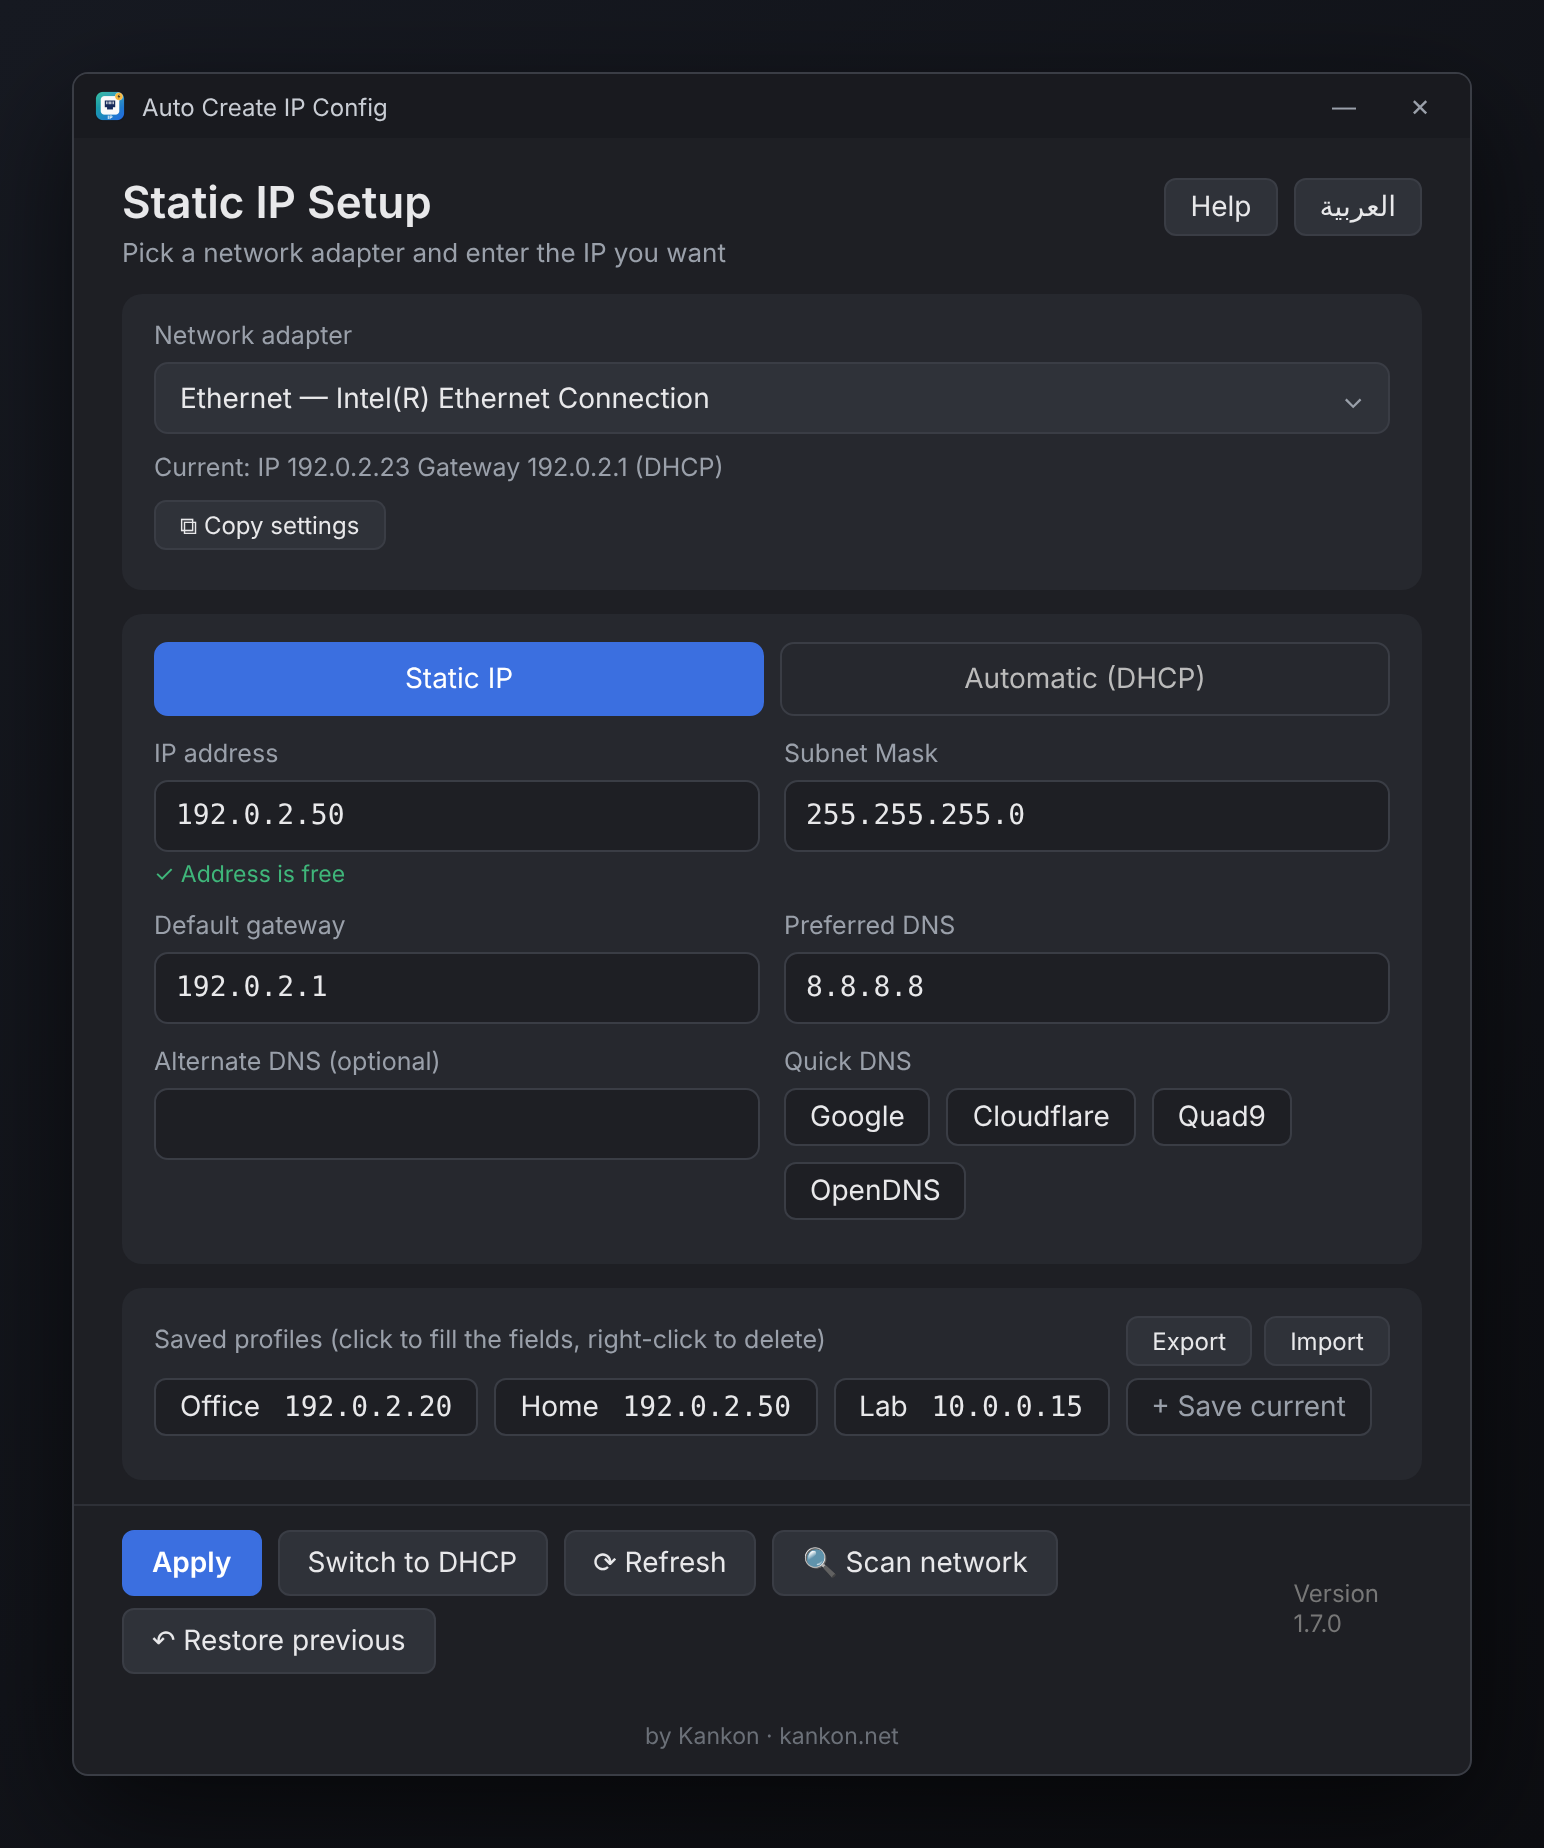 Auto Create IP Config
Static IP Setup
Help
العربية
Pick a network adapter and enter the IP you want
Network adapter
Ethernet — Intel(R) Ethernet Connection
Current: IP 192.0.2.23 Gateway 192.0.2.1 (DHCP)
⧉ Copy settings
Static IP
Automatic (DHCP)
IP address
Subnet Mask
192.0.2.50
255.255.255.0
✓ Address is free
Default gateway
Preferred DNS
192.0.2.1
8.8.8.8
Alternate DNS (optional)
Quick DNS
Google
Cloudflare
Quad9
OpenDNS
Saved profiles (click to fill the fields, right-click to delete)
Export
Import
Office 192.0.2.20
Home 192.0.2.50
Lab 10.0.0.15
+ Save current
Apply
Switch to DHCP
⟳ Refresh
🔍 Scan network
↶ Restore previous
Version
1.7.0
by Kankon · kankon.net